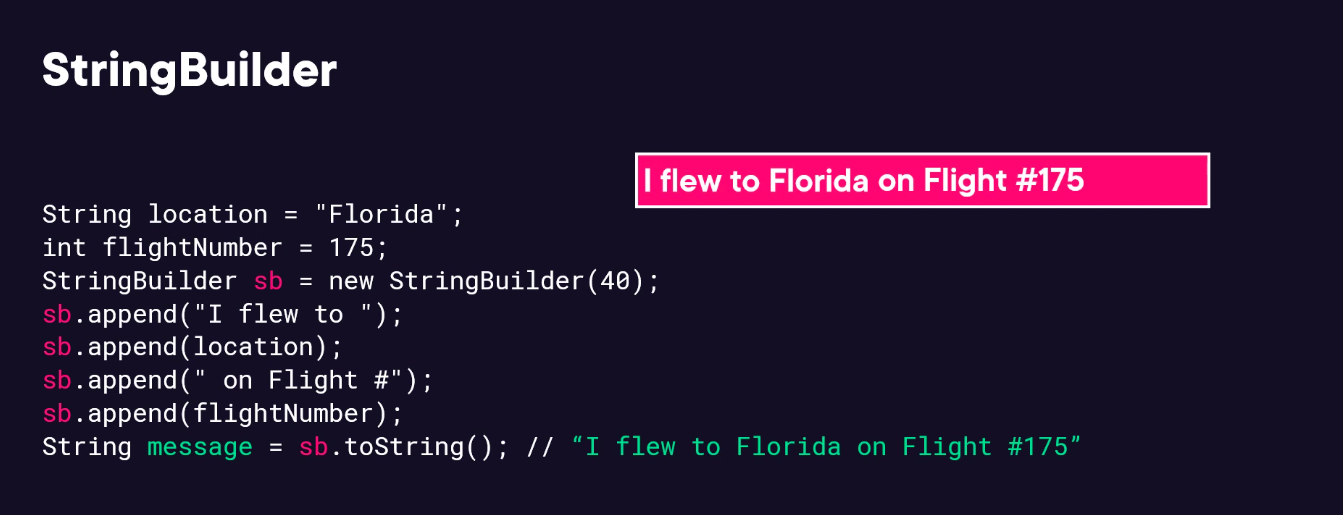 StringBuilder
I flew to Florida on Flight #175
String location = "Florida";
int flightNumber = 175;
StringBuilder sb = new StringBuilder(40);
sb.append("I flew to ");
sb.append(location);
sb.append(" on Flight #");
sb.append(flightNumber);
String message = sb.toString(); // “I flew to Florida on Flight #175”